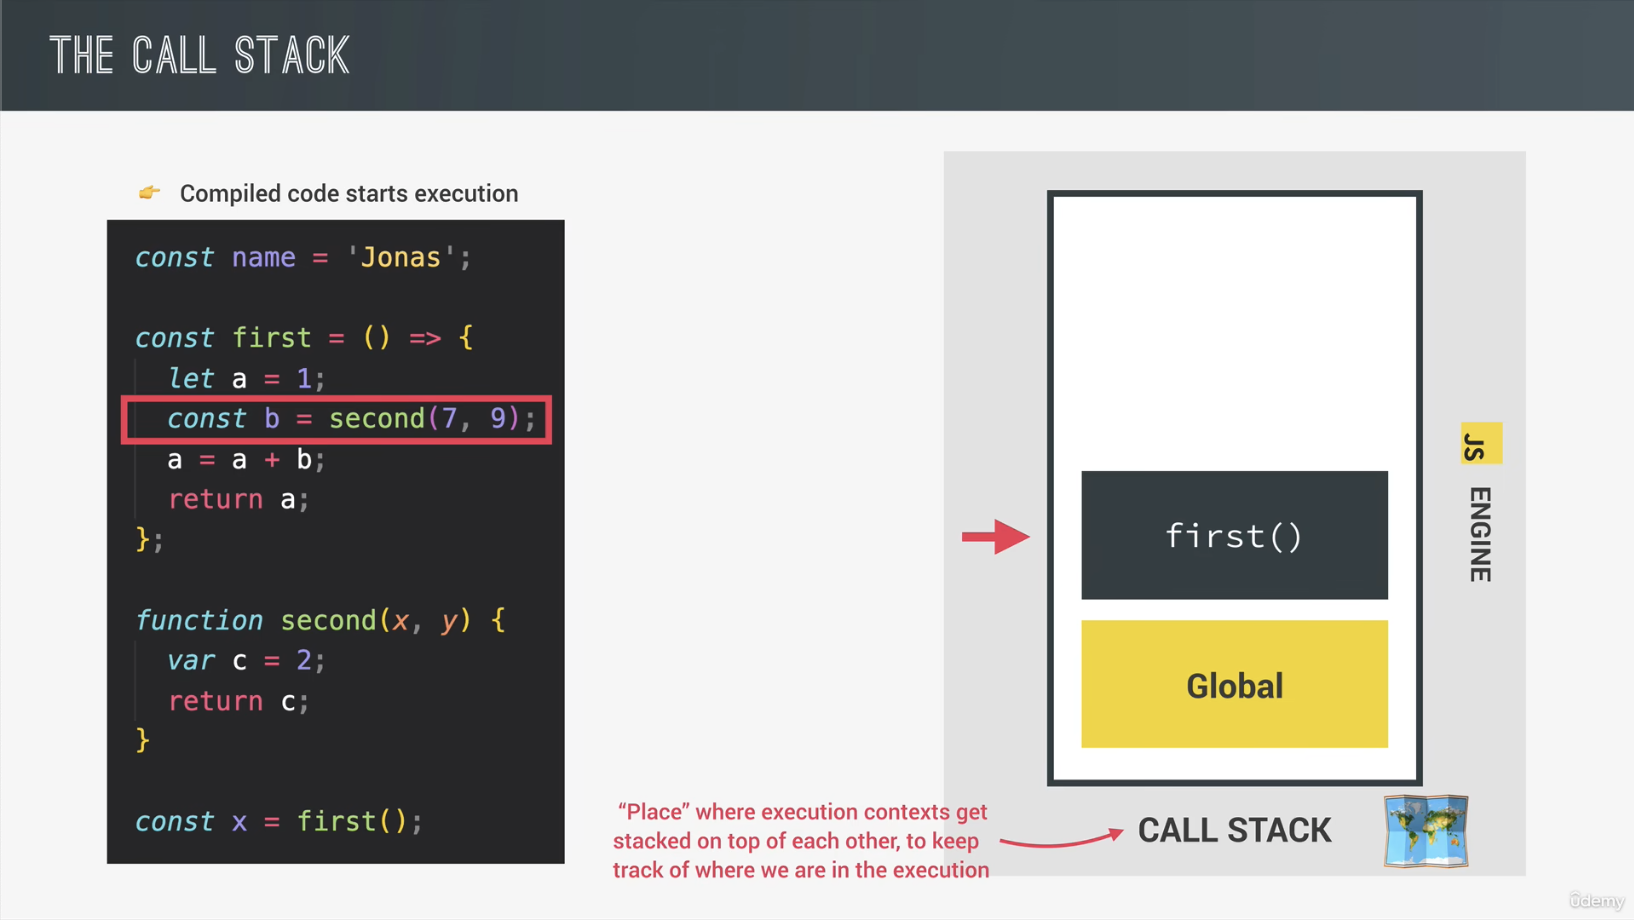 THE CALL STACK
👉 Compiled code starts execution
const name = 'Jonas';
const first = () => {
let a = 1;
const b = second(7, 9);
a = a + b;
return a;
};
function second(x, y) {
var c = 2;
return c;
}
const x = first();
first()
Global
JS
ENGINE
“Place” where execution contexts get
stacked on top of each other, to keep
track of where we are in the execution
CALL STACK
ûdemy